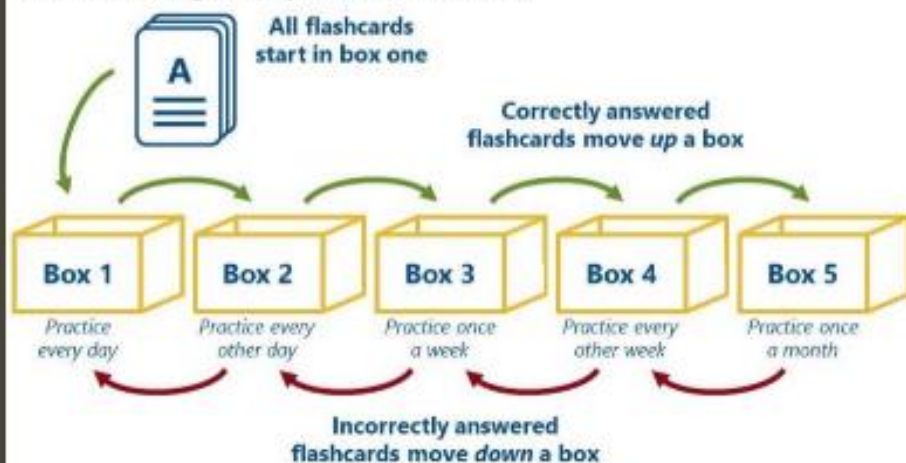 All flashcards
start in box one
A
Correctly answered
flashcards move up a box
Box 1
Box 2
Box 3
Box 4
Box 5
Practice
every day
Practice every
other day
Practice once
a week
Practice every
other week
Practice once
a month
Incorrectly answered
flashcards move down a box